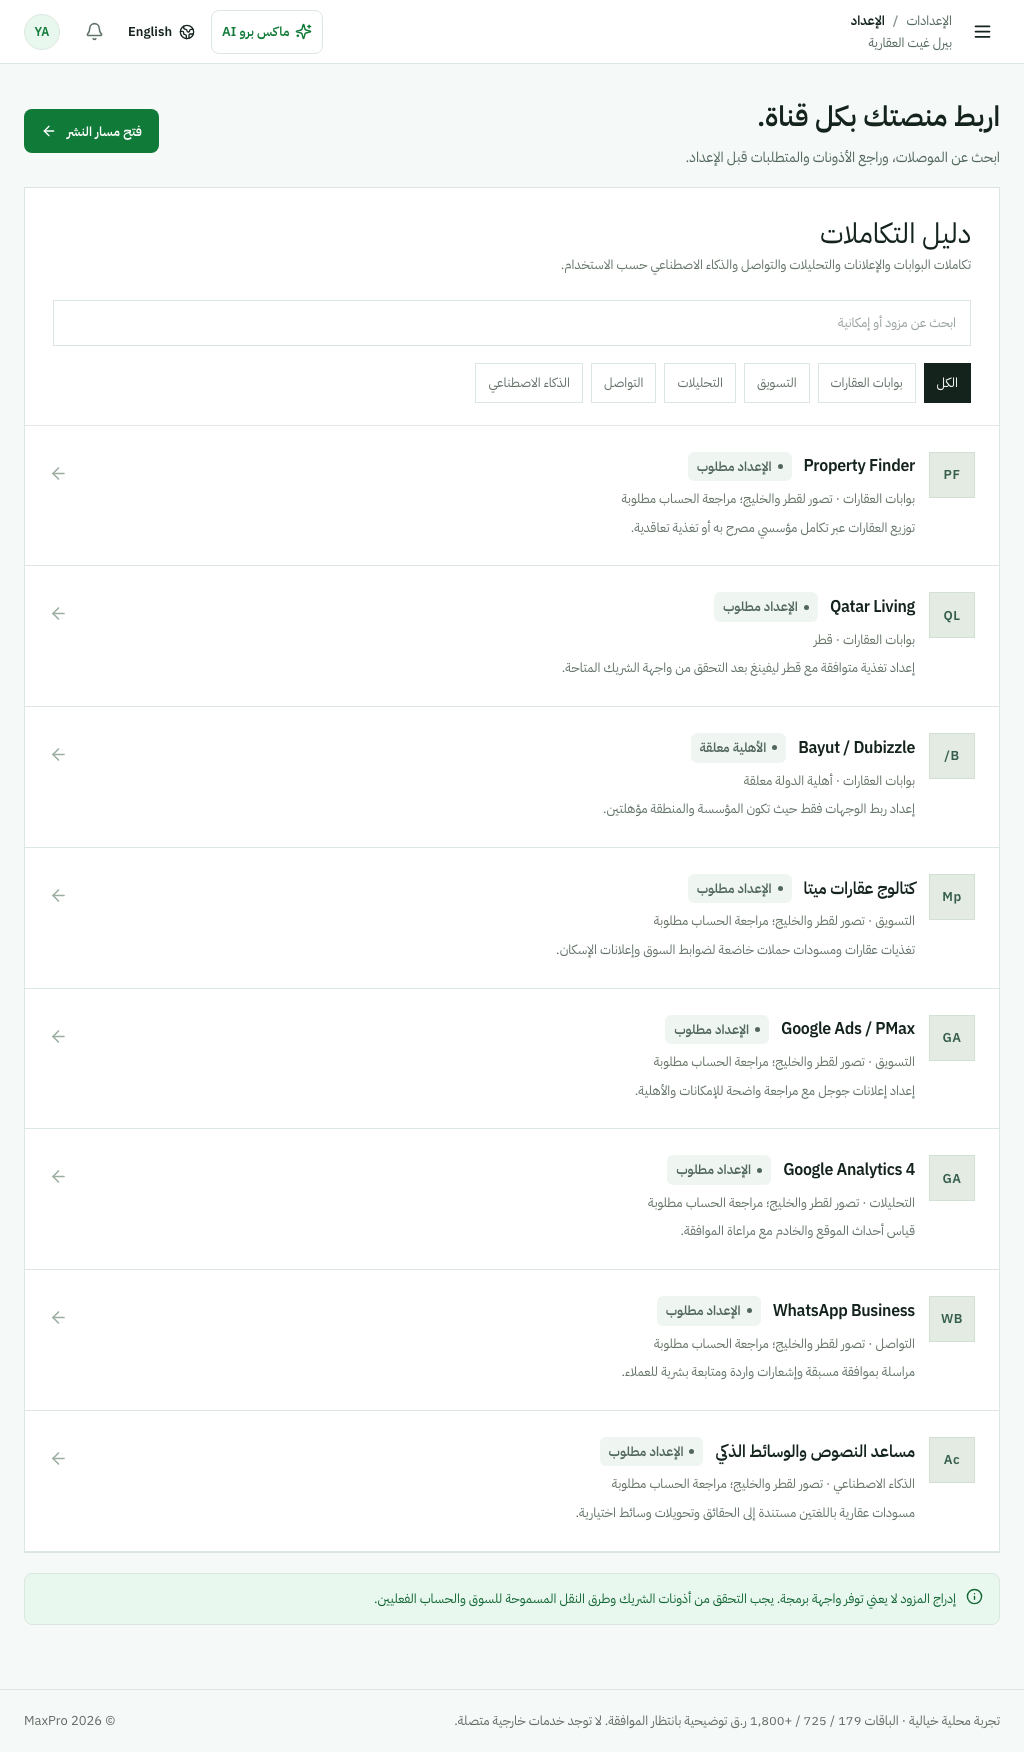 الإعدادات / الإعداد
بيرل غيت العقارية
ماكس برو AI
English
YA
اربط منصتك بكل قناة.
ابحث عن الموصلات، وراجع الأذونات والمتطلبات قبل الإعداد.
فتح مسار النشر
دليل التكاملات
تكاملات البوابات والإعلانات والتحليلات والتواصل والذكاء الاصطناعي حسب الاستخدام.
ابحث عن مزود أو إمكانية
الكل
بوابات العقارات
التسويق
التحليلات
التواصل
الذكاء الاصطناعي
PF
Property Finder
الإعداد مطلوب
بوابات العقارات · تصور لقطر والخليج؛ مراجعة الحساب مطلوبة
توزيع العقارات عبر تكامل مؤسسي مصرح به أو تغذية تعاقدية.
QL
Qatar Living
الإعداد مطلوب
بوابات العقارات · قطر
إعداد تغذية متوافقة مع قطر ليفينغ بعد التحقق من واجهة الشريك المتاحة.
B/
Bayut / Dubizzle
الأهلية معلقة
بوابات العقارات · أهلية الدولة معلقة
إعداد ربط الوجهات فقط حيث تكون المؤسسة والمنطقة مؤهلتين.
Mp
كتالوج عقارات ميتا
الإعداد مطلوب
التسويق · تصور لقطر والخليج؛ مراجعة الحساب مطلوبة
تغذيات عقارات ومسودات حملات خاضعة لضوابط السوق وإعلانات الإسكان.
GA
Google Ads / PMax
الإعداد مطلوب
التسويق · تصور لقطر والخليج؛ مراجعة الحساب مطلوبة
إعداد إعلانات جوجل مع مراجعة واضحة للإمكانات والأهلية.
GA
Google Analytics 4
الإعداد مطلوب
التحليلات · تصور لقطر والخليج؛ مراجعة الحساب مطلوبة
قياس أحداث الموقع والخادم مع مراعاة الموافقة.
WB
WhatsApp Business
الإعداد مطلوب
التواصل · تصور لقطر والخليج؛ مراجعة الحساب مطلوبة
مراسلة بموافقة مسبقة وإشعارات واردة ومتابعة بشرية للعملاء.
Ac
مساعد النصوص والوسائط الذكي
الإعداد مطلوب
الذكاء الاصطناعي · تصور لقطر والخليج؛ مراجعة الحساب مطلوبة
مسودات عقارية باللغتين مستندة إلى الحقائق وتحويلات وسائط اختيارية.
إدراج المزود لا يعني توفر واجهة برمجة. يجب التحقق من أذونات الشريك وطرق النقل المسموحة للسوق والحساب الفعليين.
تجربة محلية خيالية · الباقات 179 / 725 / +1,800 ر.ق توضيحية بانتظار الموافقة. لا توجد خدمات خارجية متصلة.
© 2026 MaxPro